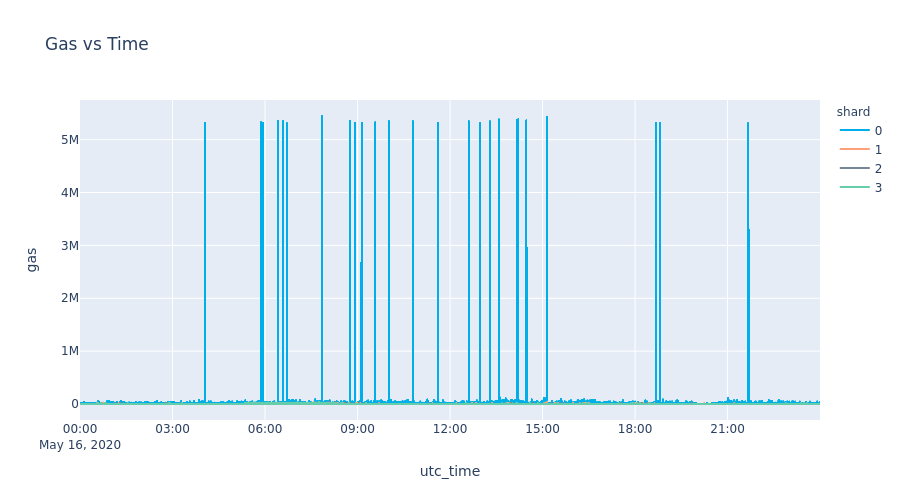 Gas vs Time
shard
0
1
2
3
5M
4M
3M
2M
1M
0
gas
00:00
May 16, 2020
03:00
06:00
09:00
12:00
15:00
18:00
21:00
utc_time